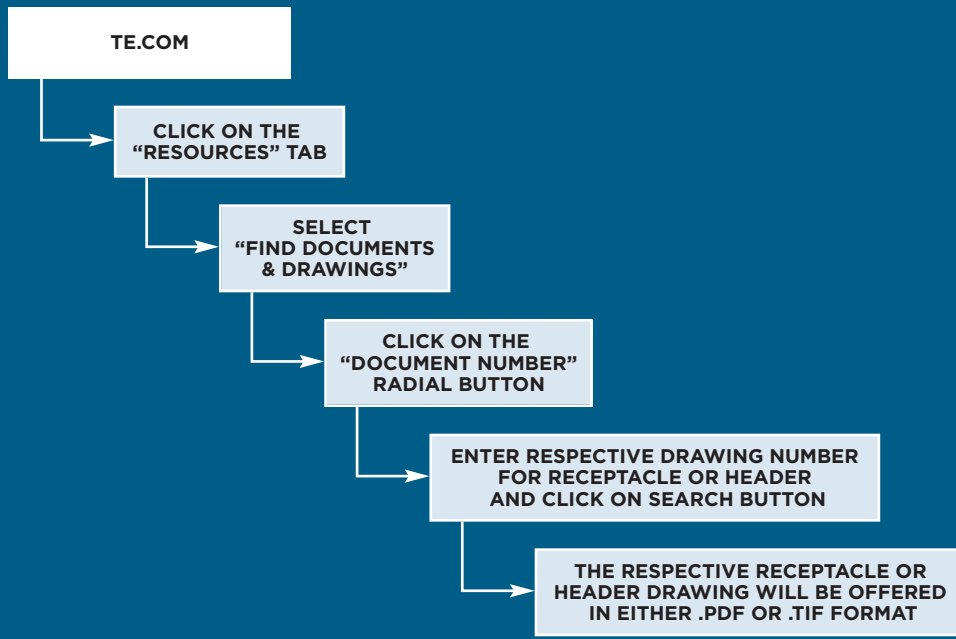 TE.COM
CLICK ON THE
“RESOURCES” TAB
SELECT
“FIND DOCUMENTS
& DRAWINGS”
CLICK ON THE
“DOCUMENT NUMBER”
RADIAL BUTTON
ENTER RESPECTIVE DRAWING NUMBER
FOR RECEPTACLE OR HEADER
AND CLICK ON SEARCH BUTTON
THE RESPECTIVE RECEPTACLE OR
HEADER DRAWING WILL BE OFFERED
IN EITHER .PDF OR .TIF FORMAT